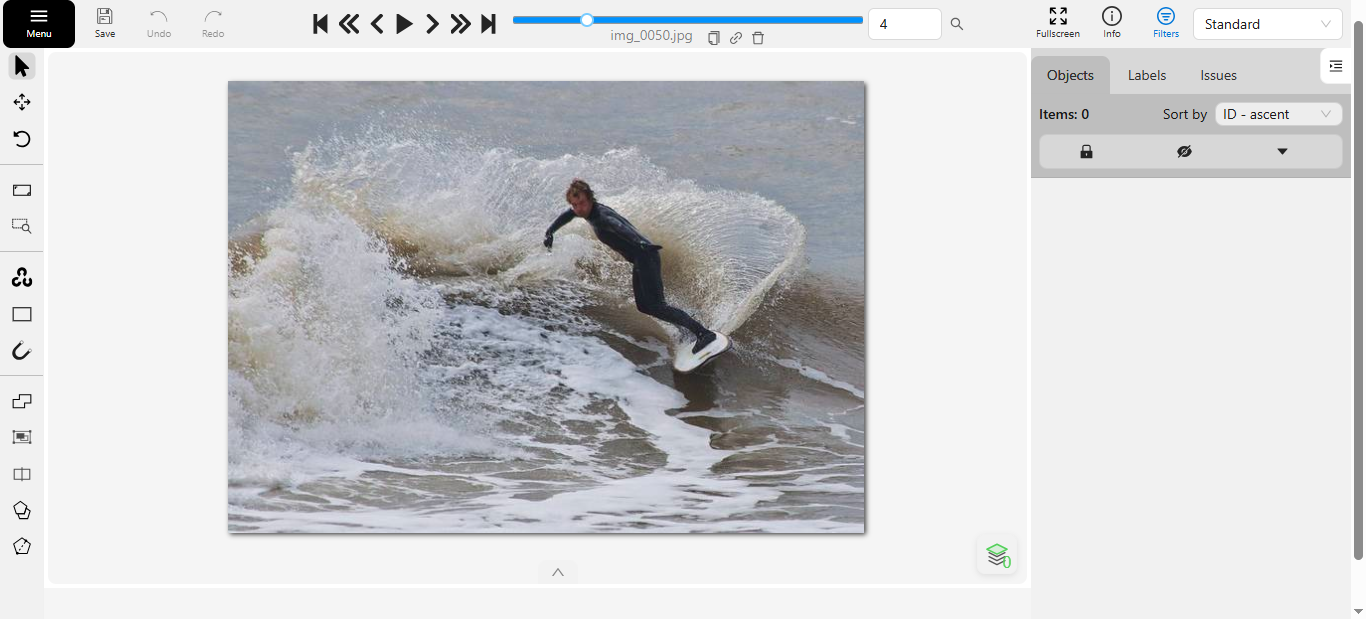 Menu
Save
Undo
Redo
img_0050.jpg
4
Fullscreen
Info
Filters
Standard
Objects
Labels
Issues
Items: 0
Sort by
ID - ascent
0